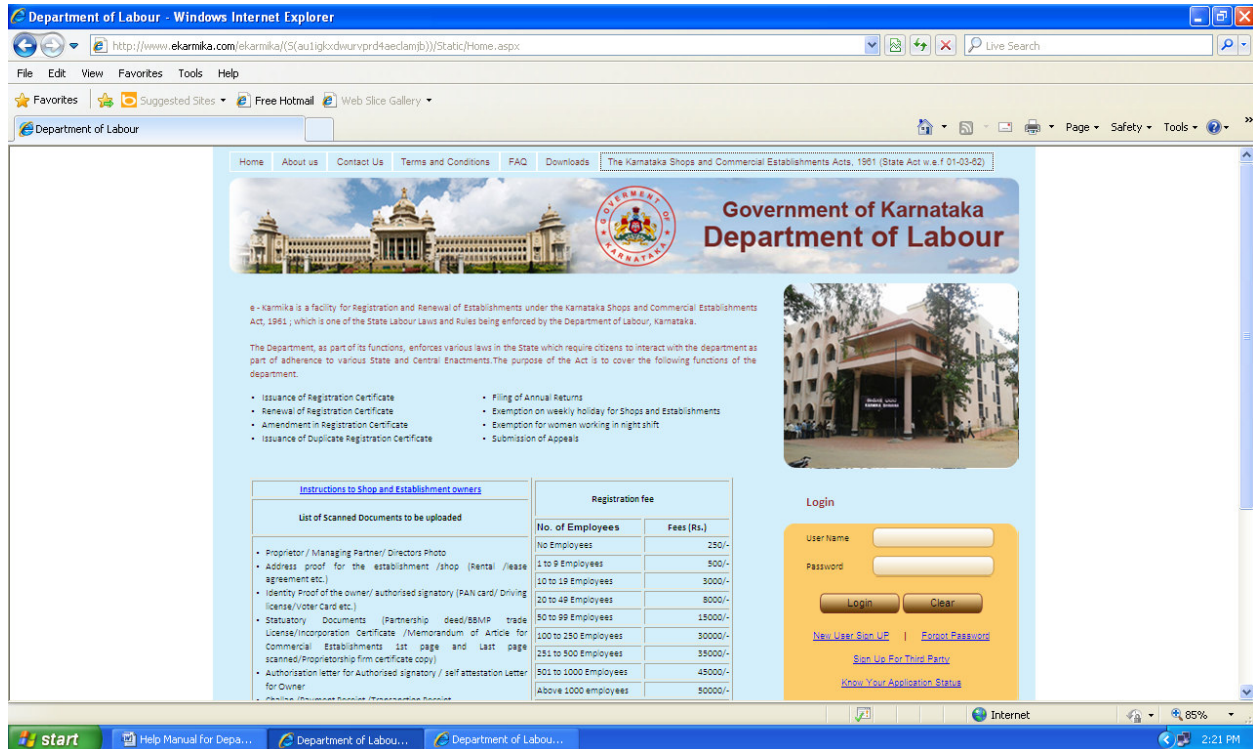 Department of Labour - Windows Internet Explorer
http://www.ekarmika.com/ekarmika/(S(au1igkxdwurvprd4aeclamjb))/Static/Home.aspx
Live Search
File Edit View Favorites Tools Help
Favorites Suggested Sites Free Hotmail Web Slice Gallery
Department of Labour
Page Safety Tools
Home About us Contact Us Terms and Conditions FAQ Downloads The Karnataka Shops and Commercial Establishments Acts, 1961 (State Act w.e.f 01-03-62)
GOVERMENT OF KARNATAKA
Government of Karnataka
Department of Labour
e - Karmika is a facility for Registration and Renewal of Establishments under the Karnataka Shops and Commercial Establishments
Act, 1961 ; which is one of the State Labour Laws and Rules being enforced by the Department of Labour, Karnataka.
The Department, as part of its functions, enforces various laws in the State which require citizens to interact with the department as
part of adherence to various State and Central Enactments.The purpose of the Act is to cover the following functions of the
department.
• Issuance of Registration Certificate
• Renewal of Registration Certificate
• Amendment in Registration Certificate
• Issuance of Duplicate Registration Certificate
• Filing of Annual Returns
• Exemption on weekly holiday for Shops and Establishments
• Exemption for women working in night shift
• Submission of Appeals
Instructions to Shop and Establishment owners
List of Scanned Documents to be uploaded
• Proprietor / Managing Partner/ Directors Photo
• Address proof for the establishment /shop (Rental /lease
agreement etc.)
• Identity Proof of the owner/ authorised signatory (PAN card/ Driving
license/Voter Card etc.)
• Statuatory Documents (Partnership deed/BBMP trade
License/Incorporation Certificate /Memorandum of Article for
Commercial Establishments 1st page and Last page
scanned/Proprietorship firm certificate copy)
• Authorisation letter for Authorised signatory / self attestation Letter
for Owner
• Challan /Payment Receipt /Transanction Receipt
Registration fee
No. of Employees Fees (Rs.)
No Employees 250/-
1 to 9 Employees 500/-
10 to 19 Employees 3000/-
20 to 49 Employees 8000/-
50 to 99 Employees 15000/-
100 to 250 Employees 30000/-
251 to 500 Employees 35000/-
501 to 1000 Employees 45000/-
Above 1000 employees 50000/-
Login
User Name
Password
Login Clear
New User Sign UP | Forgot Password
Sign Up For Third Party
Know Your Application Status
Internet 85%
start Help Manual for Depa... Department of Labou... Department of Labou... 2:21 PM